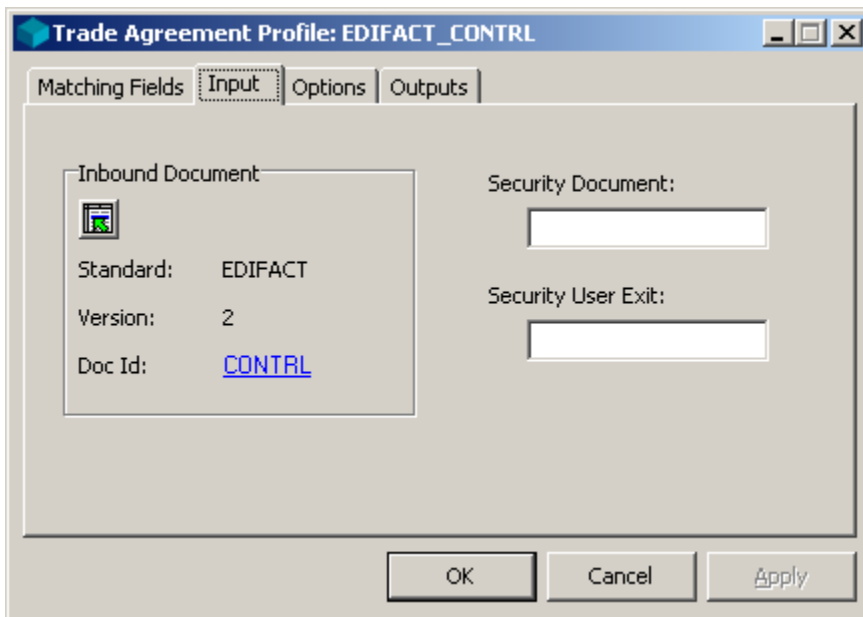 Trade Agreement Profile: EDIFACT_CONTRL
Matching Fields Input Options Outputs
Inbound Document
Standard: EDIFACT
Version: 2
Doc Id: CONTRL
Security Document:
Security User Exit:
OK Cancel Apply